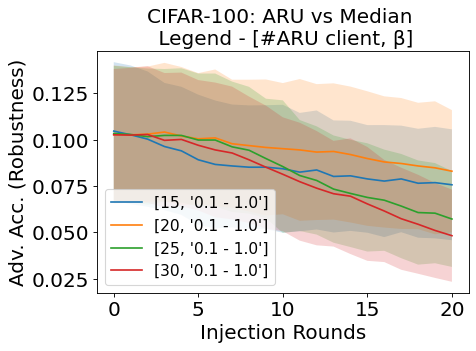 CIFAR-100: ARU vs Median
Legend - [#ARU client, β]
Adv. Acc. (Robustness)
0.125
0.100
0.075
0.050
0.025
[15, '0.1 - 1.0']
[20, '0.1 - 1.0']
[25, '0.1 - 1.0']
[30, '0.1 - 1.0']
0 5 10 15 20
Injection Rounds